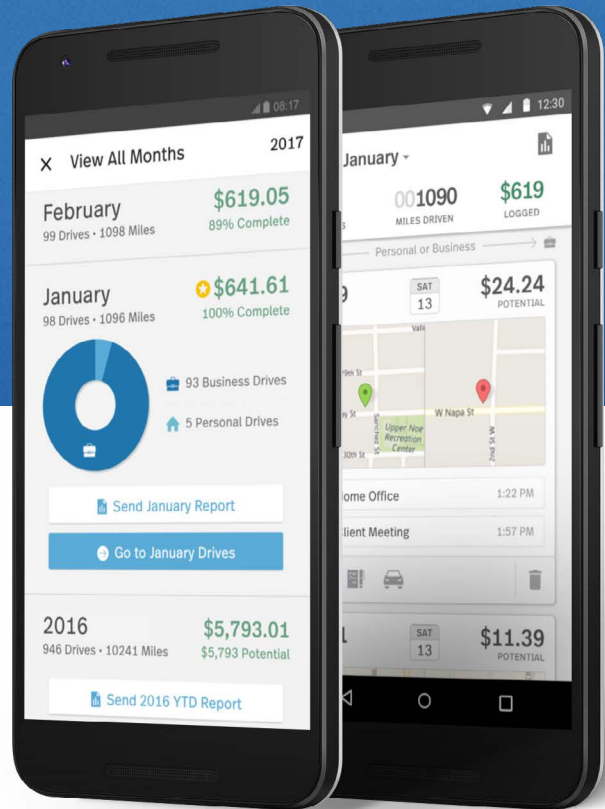 08:17
View All Months 2017
February $619.05
99 Drives • 1098 Miles 89% Complete
January $641.61
98 Drives • 1096 Miles 100% Complete
93 Business Drives
5 Personal Drives
Send January Report
Go to January Drives
2016 $5,793.01
946 Drives • 10241 Miles $5,793 Potential
Send 2016 YTD Report
12:30
January
001090 $619
MILES DRIVEN LOGGED
Personal or Business
SAT $24.24
13 POTENTIAL
W Napa St
Upper Noe
Recreation
Center
Sanchez St
30th St
2nd St W
Home Office 1:22 PM
Client Meeting 1:57 PM
SAT $11.39
13 POTENTIAL